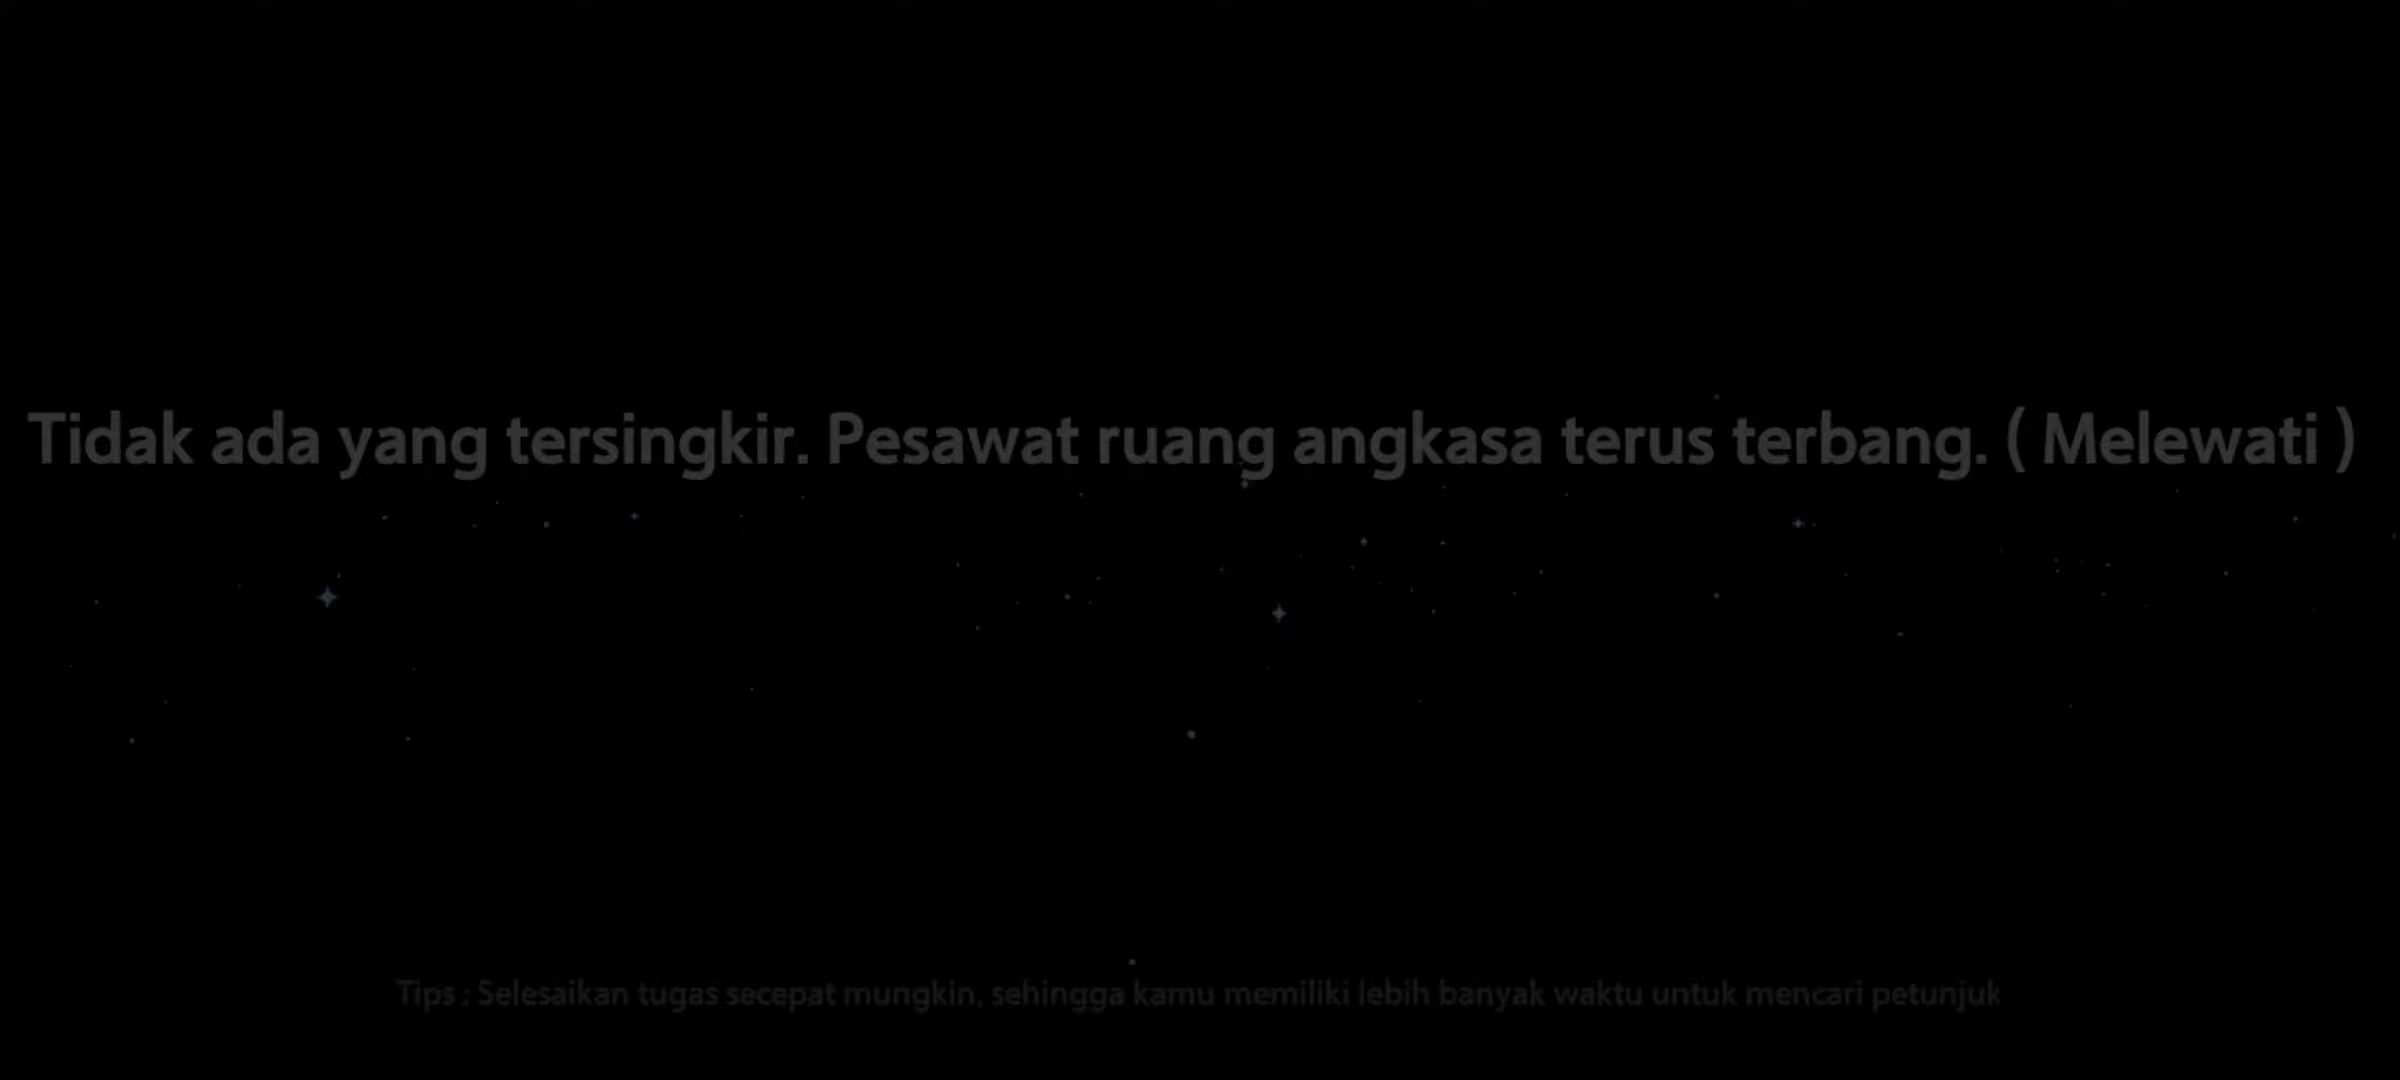 Tidak ada yang tersingkir. Pesawat ruang angkasa terus terbang. ( Melewati )
Tips : Selesaikan tugas secepat mungkin, sehingga kamu memiliki lebih banyak waktu untuk mencari petunjuk